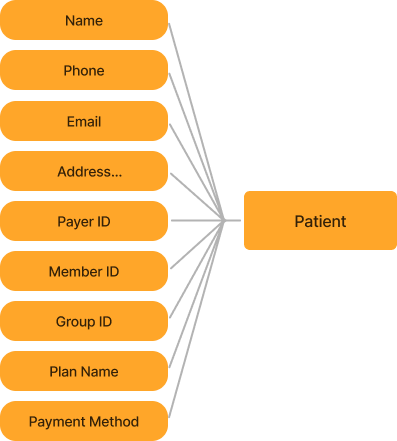 Name
Phone
Email
Address...
Payer ID
Patient
Member ID
Group ID
Plan Name
Payment Method